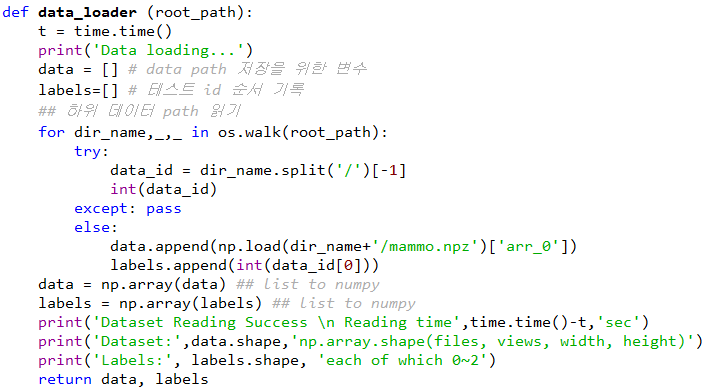 def data_loader (root_path):
    t = time.time()
    print('Data loading...')
    data = [] # data path 저장을 위한 변수
    labels=[] # 테스트 id 순서 기록
    ## 하위 데이터 path 읽기
    for dir_name,_,_ in os.walk(root_path):
        try:
            data_id = dir_name.split('/')[-1]
            int(data_id)
        except: pass
        else:
            data.append(np.load(dir_name+'/mammo.npz')['arr_0'])
            labels.append(int(data_id[0]))
    data = np.array(data) ## list to numpy
    labels = np.array(labels) ## list to numpy
    print('Dataset Reading Success \n Reading time',time.time()-t,'sec')
    print('Dataset:',data.shape,'np.array.shape(files, views, width, height)')
    print('Labels:', labels.shape, 'each of which 0~2')
    return data, labels